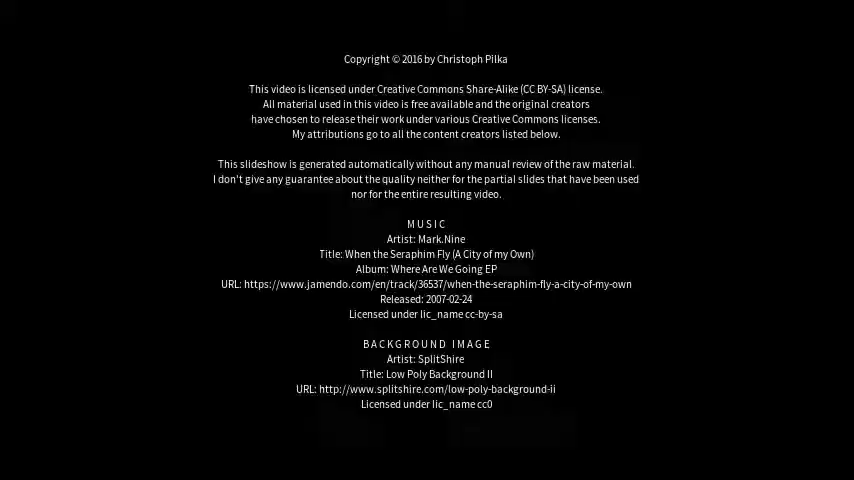 Copyright © 2016 by Christoph Pilka
This video is licensed under Creative Commons Share-Alike (CC BY-SA) license.
All material used in this video is free available and the original creators
have chosen to release their work under various Creative Commons licenses.
My attributions go to all the content creators listed below.
This slideshow is generated automatically without any manual review of the raw material.
I don't give any guarantee about the quality neither for the partial slides that have been used
nor for the entire resulting video.
M U S I C
Artist: Mark.Nine
Title: When the Seraphim Fly (A City of my Own)
Album: Where Are We Going EP
URL: https://www.jamendo.com/en/track/36537/when-the-seraphim-fly-a-city-of-my-own
Released: 2007-02-24
Licensed under lic_name cc-by-sa
B A C K G R O U N D   I M A G E
Artist: SplitShire
Title: Low Poly Background II
URL: http://www.splitshire.com/low-poly-background-ii
Licensed under lic_name cc0